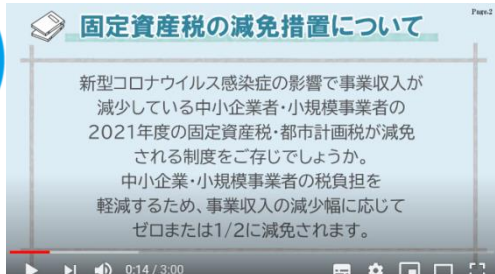 Page.2
固定資産税の減免措置について
新型コロナウイルス感染症の影響で事業収入が
減少している中小企業者・小規模事業者の
2021年度の固定資産税・都市計画税が減免
される制度をご存じでしょうか。
中小企業・小規模事業者の税負担を
軽減するため、事業収入の減少幅に応じて
ゼロまたは1/2に減免されます。
0:14 / 3:00